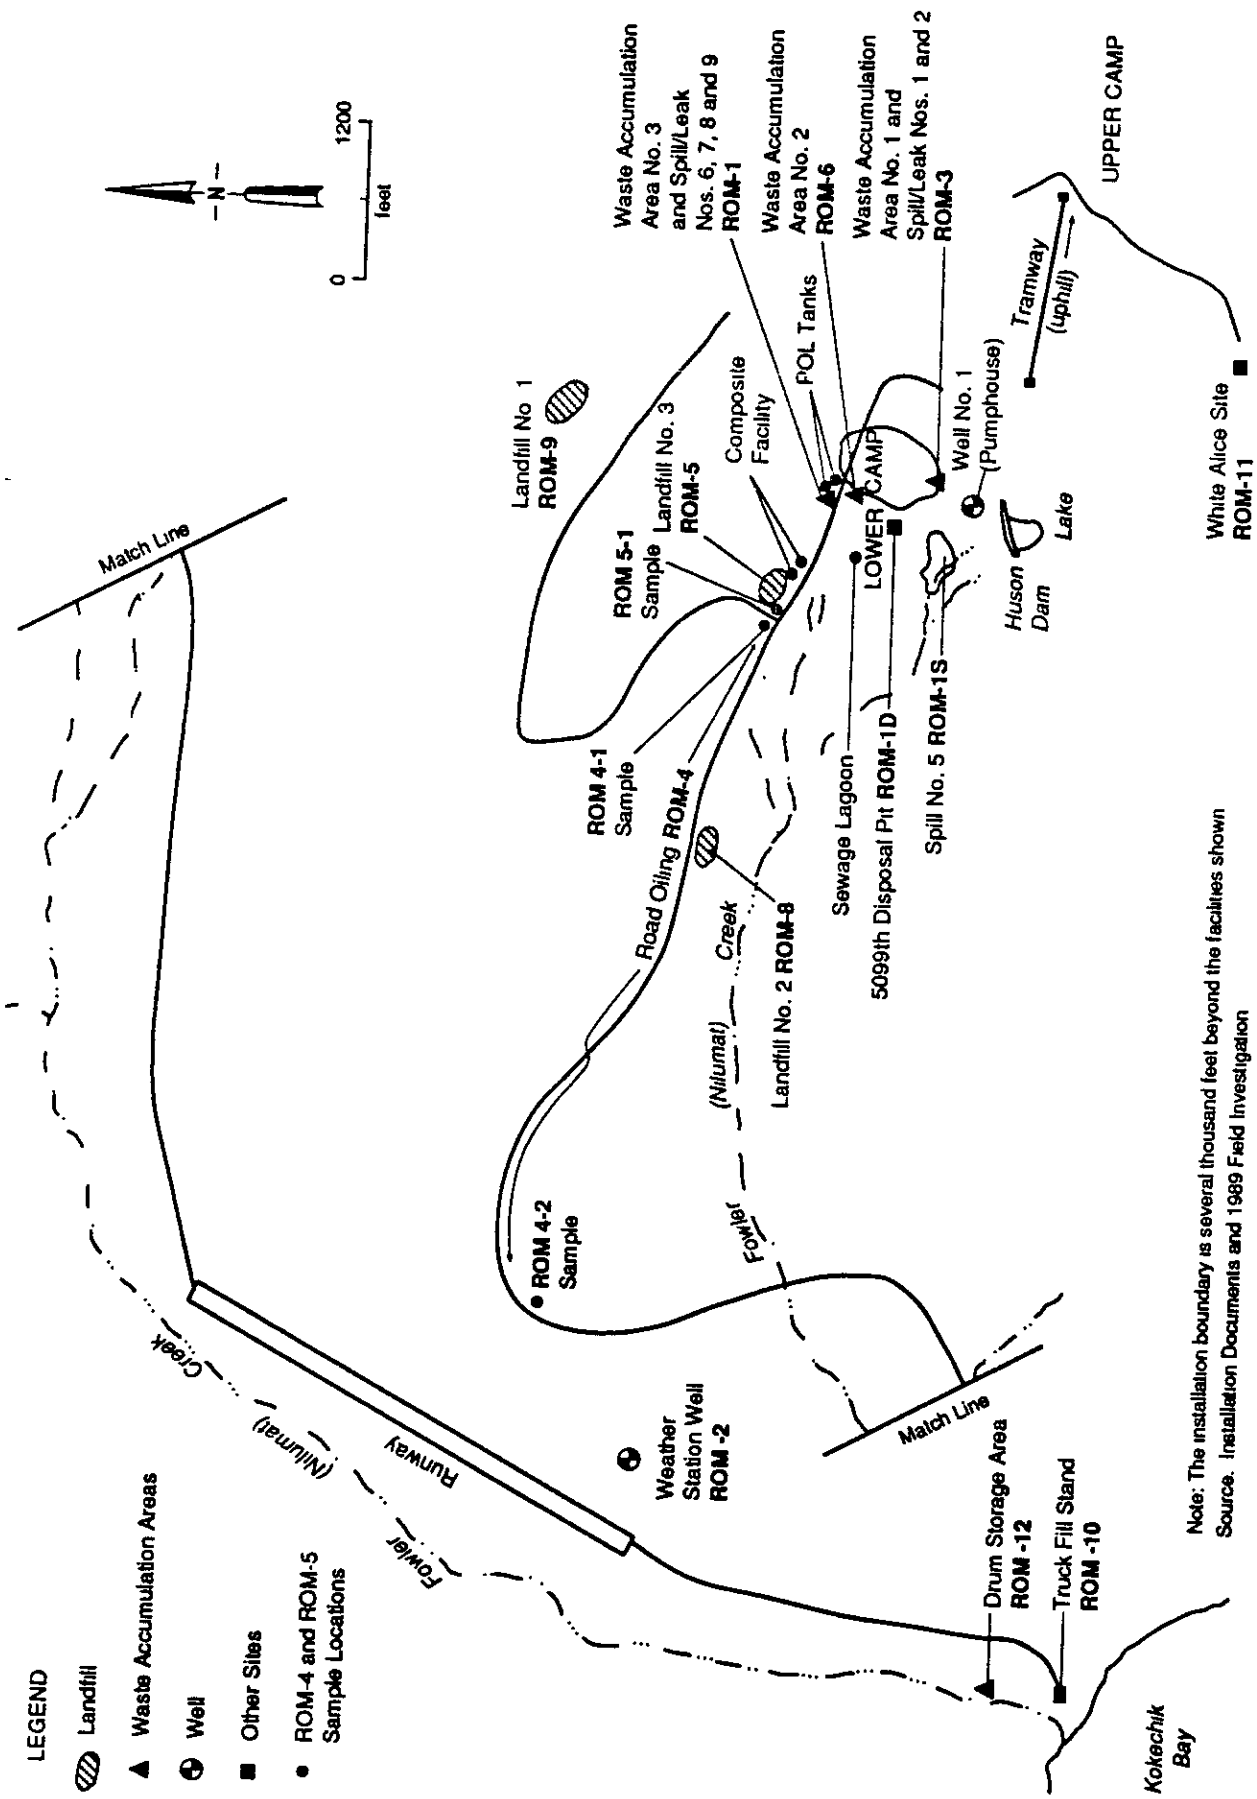 LEGEND
Landfill
Waste Accumulation Areas
Well
Other Sites
ROM-4 and ROM-5
Sample Locations
Match Line
– N –
0
1200
feet
Landfill No 1
ROM-9
Landfill No. 3
ROM-5
ROM 5-1
Sample
Composite
Facility
POL Tanks
Waste Accumulation
Area No. 3
and Spill/Leak
Nos. 6, 7, 8 and 9
ROM-1
Waste Accumulation
Area No. 2
ROM-6
Waste Accumulation
Area No. 1 and
Spill/Leak Nos. 1 and 2
ROM-3
ROM 4-1
Sample
Road Oiling ROM-4
ROM 4-2
Sample
Creek
(Nilumat)
Fowler
Runway
Weather
Station Well
ROM -2
Fowler
(Nilumat)
Creek
Landfill No. 2 ROM-8
Sewage Lagoon
5099th Disposal Pit ROM-1D
Spill No. 5 ROM-1S
LOWER CAMP
Well No. 1
(Pumphouse)
Huson
Dam
Lake
Tramway
(uphill)
UPPER CAMP
White Alice Site
ROM-11
Match Line
Drum Storage Area
ROM -12
Truck Fill Stand
ROM -10
Kokechik
Bay
Note: The installation boundary is several thousand feet beyond the facilities shown
Source. Installation Documents and 1989 Field Investigation